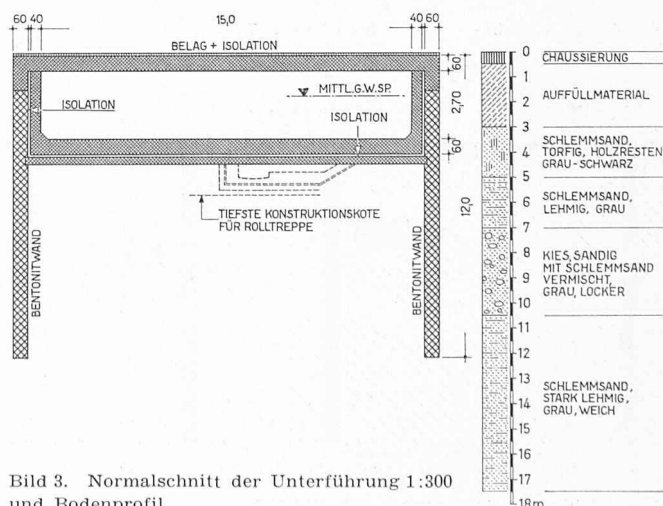 60 40
15,0
40 60
BELAG + ISOLATION
60
MITTL.G.W.SP.
ISOLATION
2,70
ISOLATION
60
TIEFSTE KONSTRUKTIONSKOTE
FÜR ROLLTREPPE
12,0
BENTONITWAND
BENTONITWAND
0
CHAUSSIERUNG
1
AUFFÜLLMATERIAL
2
3
SCHLEMMSAND,
TORFIG, HOLZRESTEN
4
GRAU-SCHWARZ
5
SCHLEMMSAND,
6
LEHMIG, GRAU
7
KIES, SANDIG
8
MIT SCHLEMMSAND
9
VERMISCHT,
GRAU, LOCKER
10
11
12
13
SCHLEMMSAND,
14
STARK LEHMIG,
GRAU, WEICH
15
16
17
18m
Bild 3. Normalschnitt der Unterführung 1:300
und Bodenprofil